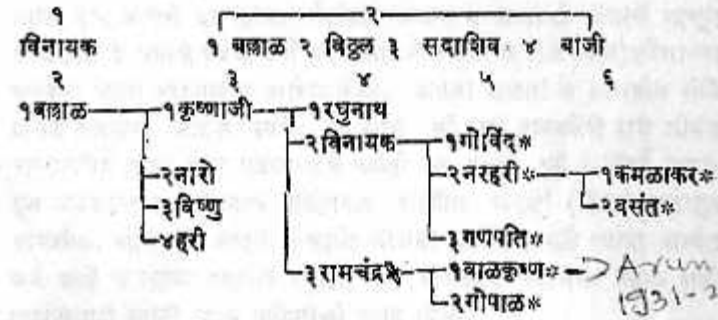 १ २
विनायक १ बल्लाळ २ विठ्ठल ३ सदाशिव ४ बाजी
२ ३ ४ ५ ६
१बल्लाळ १कृष्णाजी १रघुनाथ
२विनायक १गोविंद*
२नारो २नरहरी* १कमळाकर*
३विष्णु २वसंत*
४हरी ३गणपति*
३रामचंद्र* १बाळकृष्ण* Arun
२गोपाळ* 1931-2